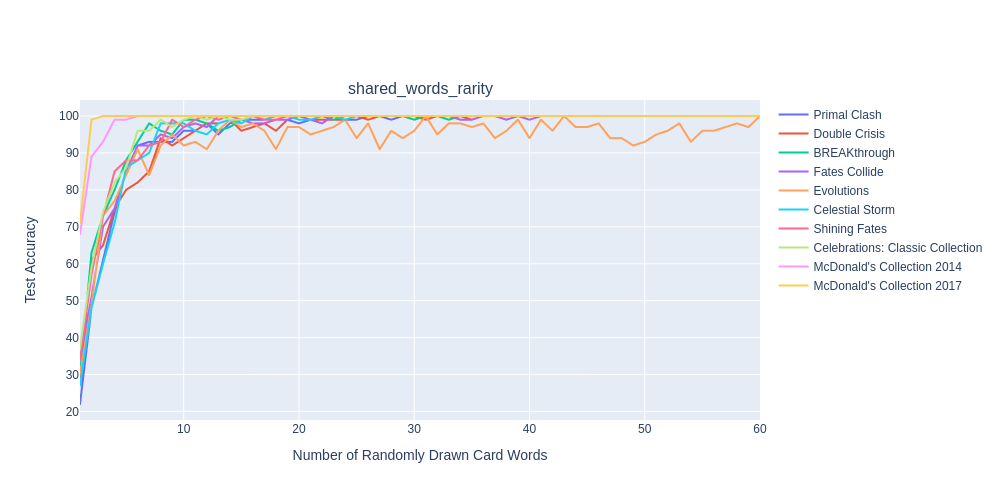 shared_words_rarity
Test Accuracy
100
90
80
70
60
50
40
30
20
10
20
30
40
50
60
Number of Randomly Drawn Card Words
Primal Clash
Double Crisis
BREAKthrough
Fates Collide
Evolutions
Celestial Storm
Shining Fates
Celebrations: Classic Collection
McDonald's Collection 2014
McDonald's Collection 2017